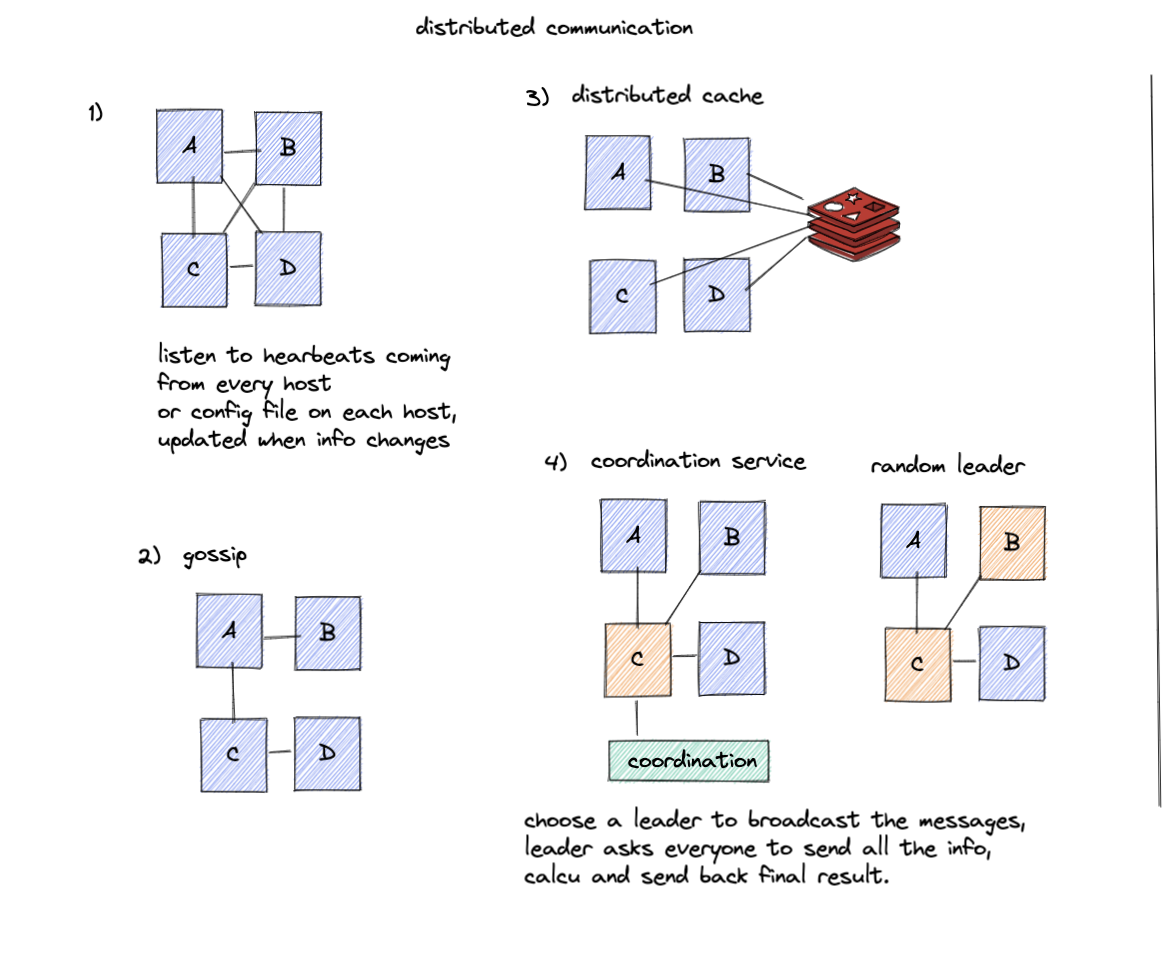 distributed communication
1)
A
B
C
D
listen to hearbeats coming
from every host
or config file on each host,
updated when info changes
2) gossip
A
B
C
D
3) distributed cache
A
B
C
D
4) coordination service
A
B
C
D
coordination
random leader
A
B
C
D
choose a leader to broadcast the messages,
leader asks everyone to send all the info,
calcu and send back final result.